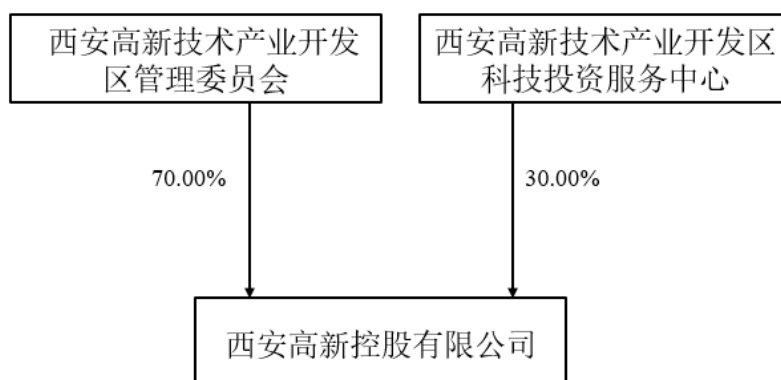 西安高新技术产业开发
区管理委员会
西安高新技术产业开发区
科技投资服务中心
70.00%
30.00%
西安高新控股有限公司